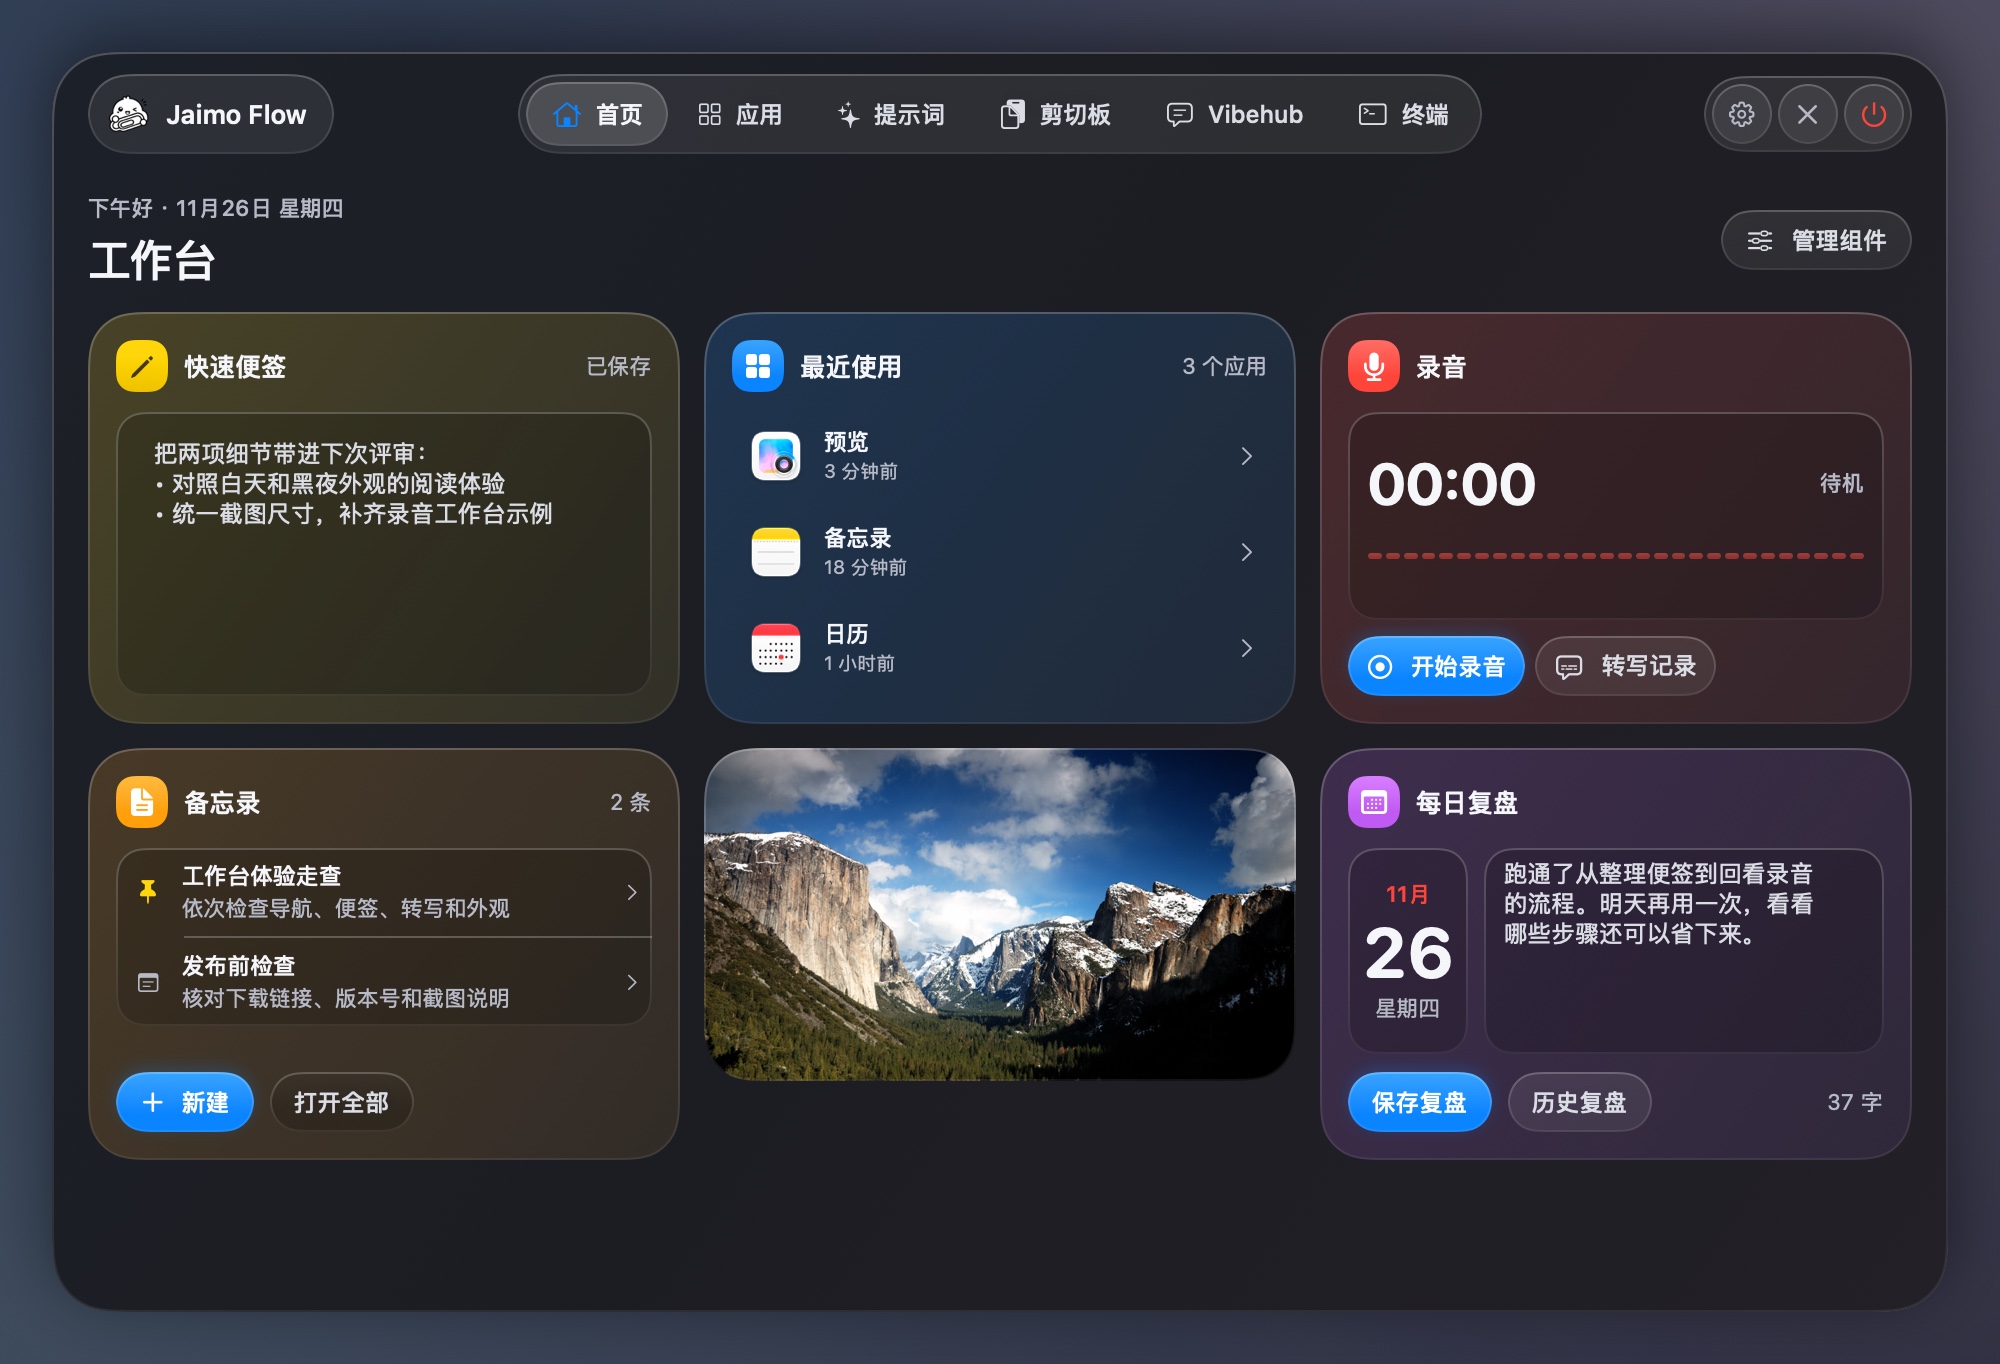 Jaimo Flow
首页
应用
提示词
剪切板
Vibehub
终端
下午好 · 11月26日 星期四
工作台
管理组件
快速便签
已保存
把两项细节带进下次评审：
• 对照白天和黑夜外观的阅读体验
• 统一截图尺寸，补齐录音工作台示例
最近使用
3 个应用
预览
3 分钟前
备忘录
18 分钟前
日历
1 小时前
录音
00:00
待机
开始录音
转写记录
备忘录
2 条
工作台体验走查
依次检查导航、便签、转写和外观
发布前检查
核对下载链接、版本号和截图说明
新建
打开全部
每日复盘
11月
26
星期四
跑通了从整理便签到回看录音
的流程。明天再用一次，看看
哪些步骤还可以省下来。
保存复盘
历史复盘
37 字